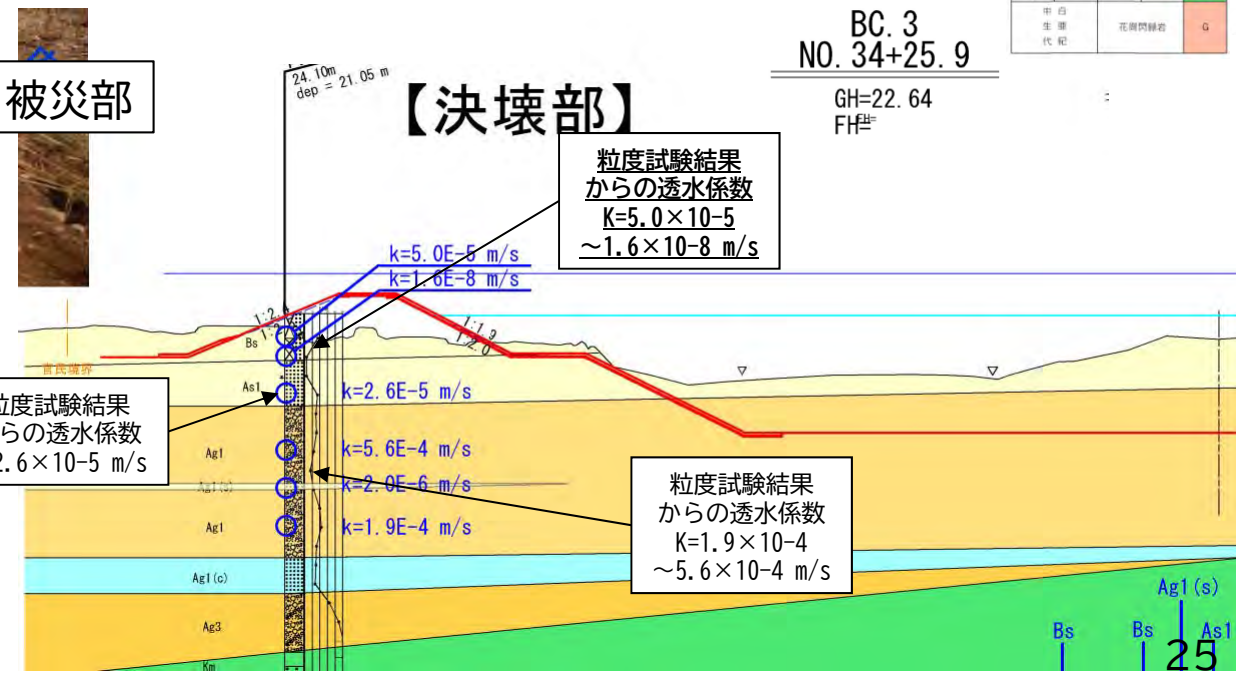 被災部
24.10m
dep = 21.05 m
【決壊部】
BC. 3
NO. 34+25. 9
GH=22. 64
FH=
花崗閃緑岩
G
粒度試験結果
からの透水係数
K=5.0×10-5
～1.6×10-8 m/s
k=5.0E-5 m/s
k=1.6E-8 m/s
1:1.9
1:2.0
Bs
官民境界
As1
k=2.6E-5 m/s
粒度試験結果
らの透水係数
2.6×10-5 m/s
Ag1
k=5.6E-4 m/s
k=2.0E-6 m/s
Ag1
k=1.9E-4 m/s
粒度試験結果
からの透水係数
K=1.9×10-4
～5.6×10-4 m/s
Ag1(c)
Ag3
Km
Ag1(s)
Bs
Bs
As1
25